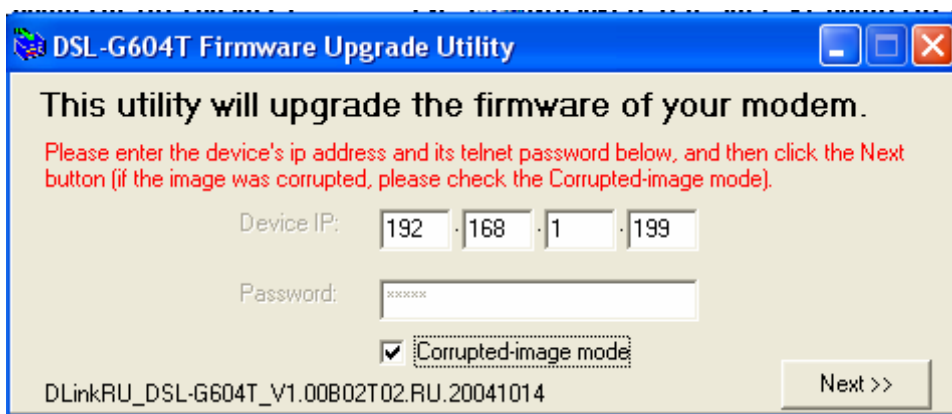 DSL-G604T Firmware Upgrade Utility
This utility will upgrade the firmware of your modem.
Please enter the device's ip address and its telnet password below, and then click the Next
button (if the image was corrupted, please check the Corrupted-image mode).
Device IP: 192 . 168 . 1 . 199
Password: *****
Corrupted-image mode
DLinkRU_DSL-G604T_V1.00B02T02.RU.20041014
Next >>